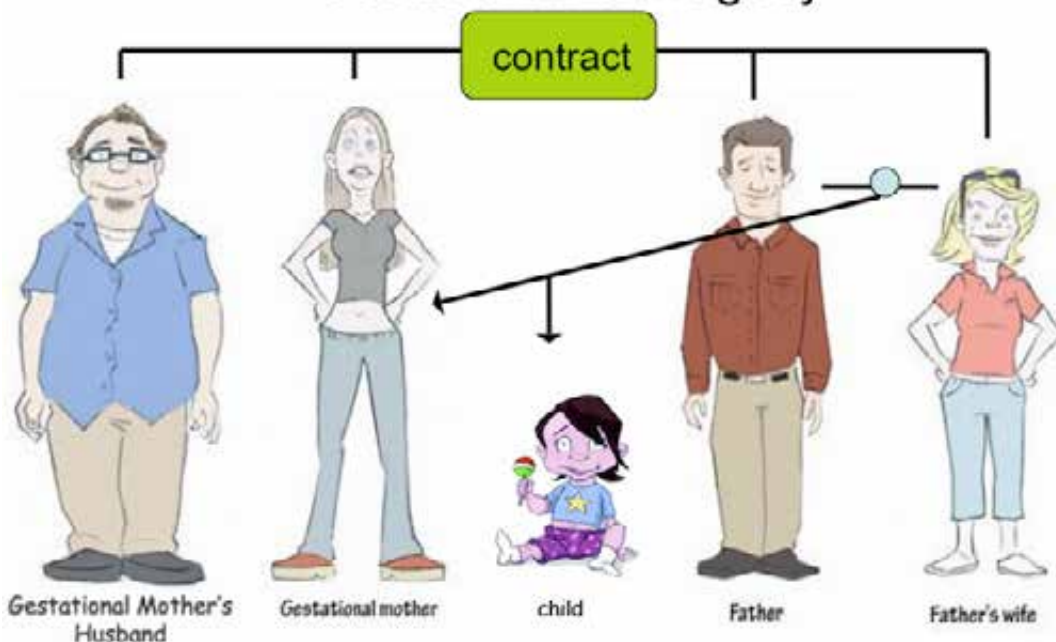 contract
Gestational Mother's
Husband
Gestational mother
child
Father
Father's wife